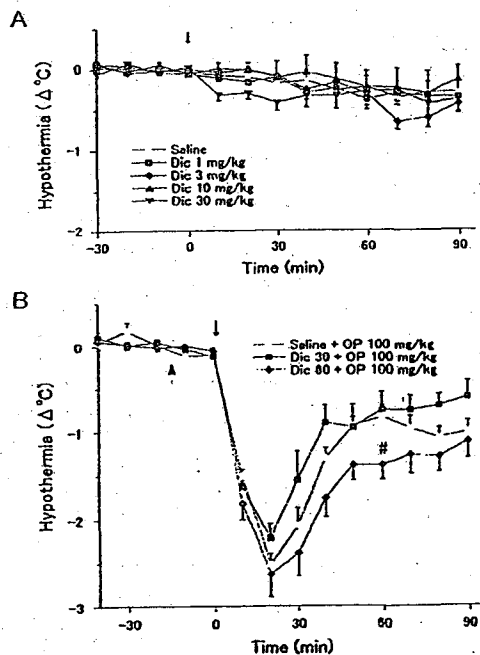 A
Hypothermia (Δ°C)
0
-1
-2
Saline
Dic 1 mg/kg
Dic 3 mg/kg
Dic 10 mg/kg
Dic 30 mg/kg
-30
0
30
60
90
Time (min)
B
Hypothermia (Δ°C)
0
-1
-2
-3
Saline + OP 100 mg/kg
Dic 30 + OP 100 mg/kg
Dic 60 + OP 100 mg/kg
#
-30
0
30
60
90
Time (min)